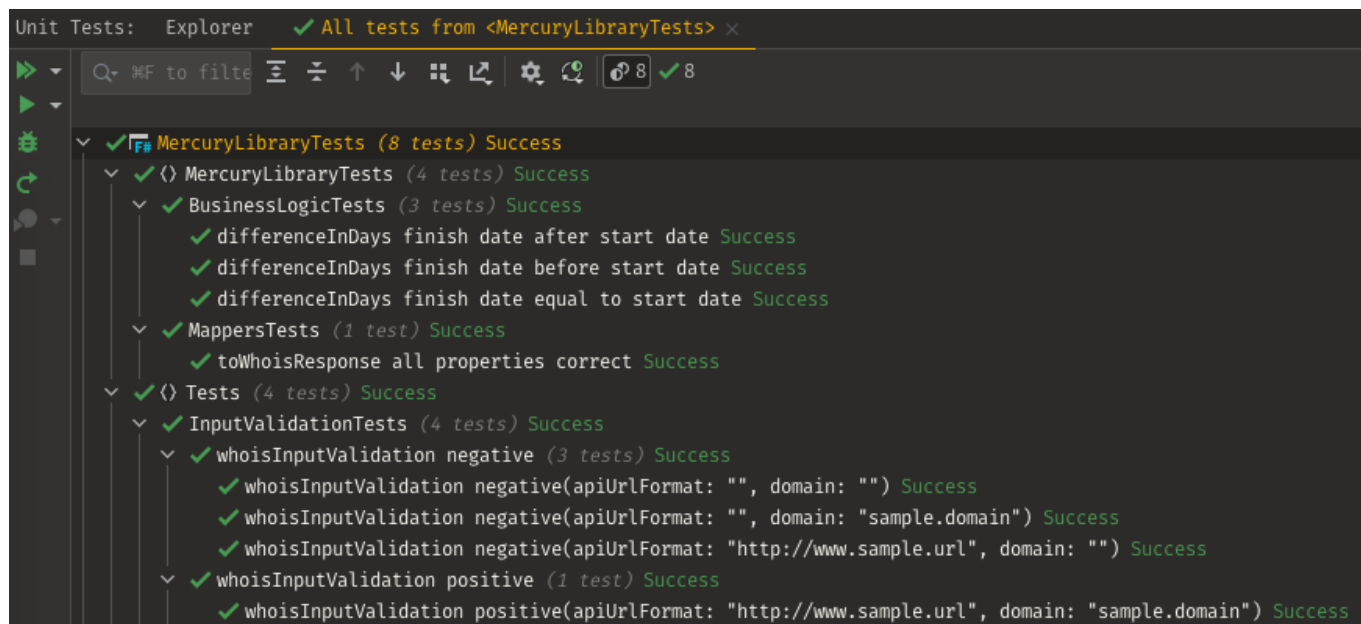 Unit Tests: Explorer All tests from <MercuryLibraryTests>
⌘F to filte 8 8
F# MercuryLibraryTests (8 tests) Success
MercuryLibraryTests (4 tests) Success
BusinessLogicTests (3 tests) Success
differenceInDays finish date after start date Success
differenceInDays finish date before start date Success
differenceInDays finish date equal to start date Success
MappersTests (1 test) Success
toWhoisResponse all properties correct Success
Tests (4 tests) Success
InputValidationTests (4 tests) Success
whoisInputValidation negative (3 tests) Success
whoisInputValidation negative(apiUrlFormat: "", domain: "") Success
whoisInputValidation negative(apiUrlFormat: "", domain: "sample.domain") Success
whoisInputValidation negative(apiUrlFormat: "http://www.sample.url", domain: "") Success
whoisInputValidation positive (1 test) Success
whoisInputValidation positive(apiUrlFormat: "http://www.sample.url", domain: "sample.domain") Success